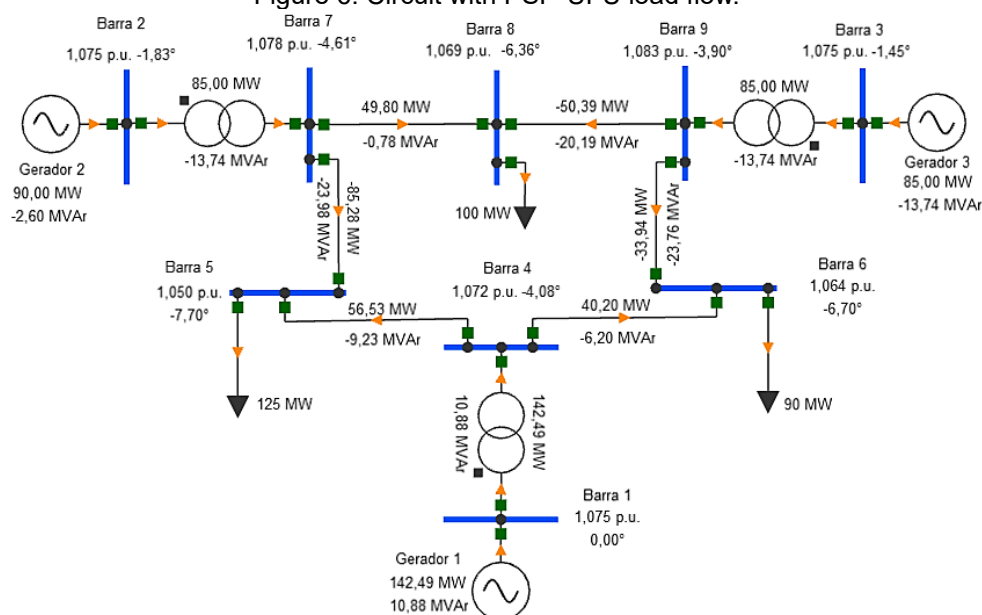 Figure 3. Circuit with PSP-UFU load flow.
Barra 2
1,075 p.u. -1,83°
Barra 7
1,078 p.u. -4,61°
Barra 8
1,069 p.u. -6,36°
Barra 9
1,083 p.u. -3,90°
Barra 3
1,075 p.u. -1,45°
85,00 MW
-13,74 MVAr
49,80 MW
-0,78 MVAr
-50,39 MW
-20,19 MVAr
85,00 MW
-13,74 MVAr
Gerador 2
90,00 MW
-2,60 MVAr
Gerador 3
85,00 MW
-13,74 MVAr
-85,28 MW
-23,98 MVAr
100 MW
-33,94 MW
-23,76 MVAr
Barra 5
1,050 p.u.
-7,70°
Barra 4
1,072 p.u. -4,08°
Barra 6
1,064 p.u.
-6,70°
56,53 MW
-9,23 MVAr
40,20 MW
-6,20 MVAr
125 MW
90 MW
142,49 MW
10,88 MVAr
Barra 1
1,075 p.u.
0,00°
Gerador 1
142,49 MW
10,88 MVAr